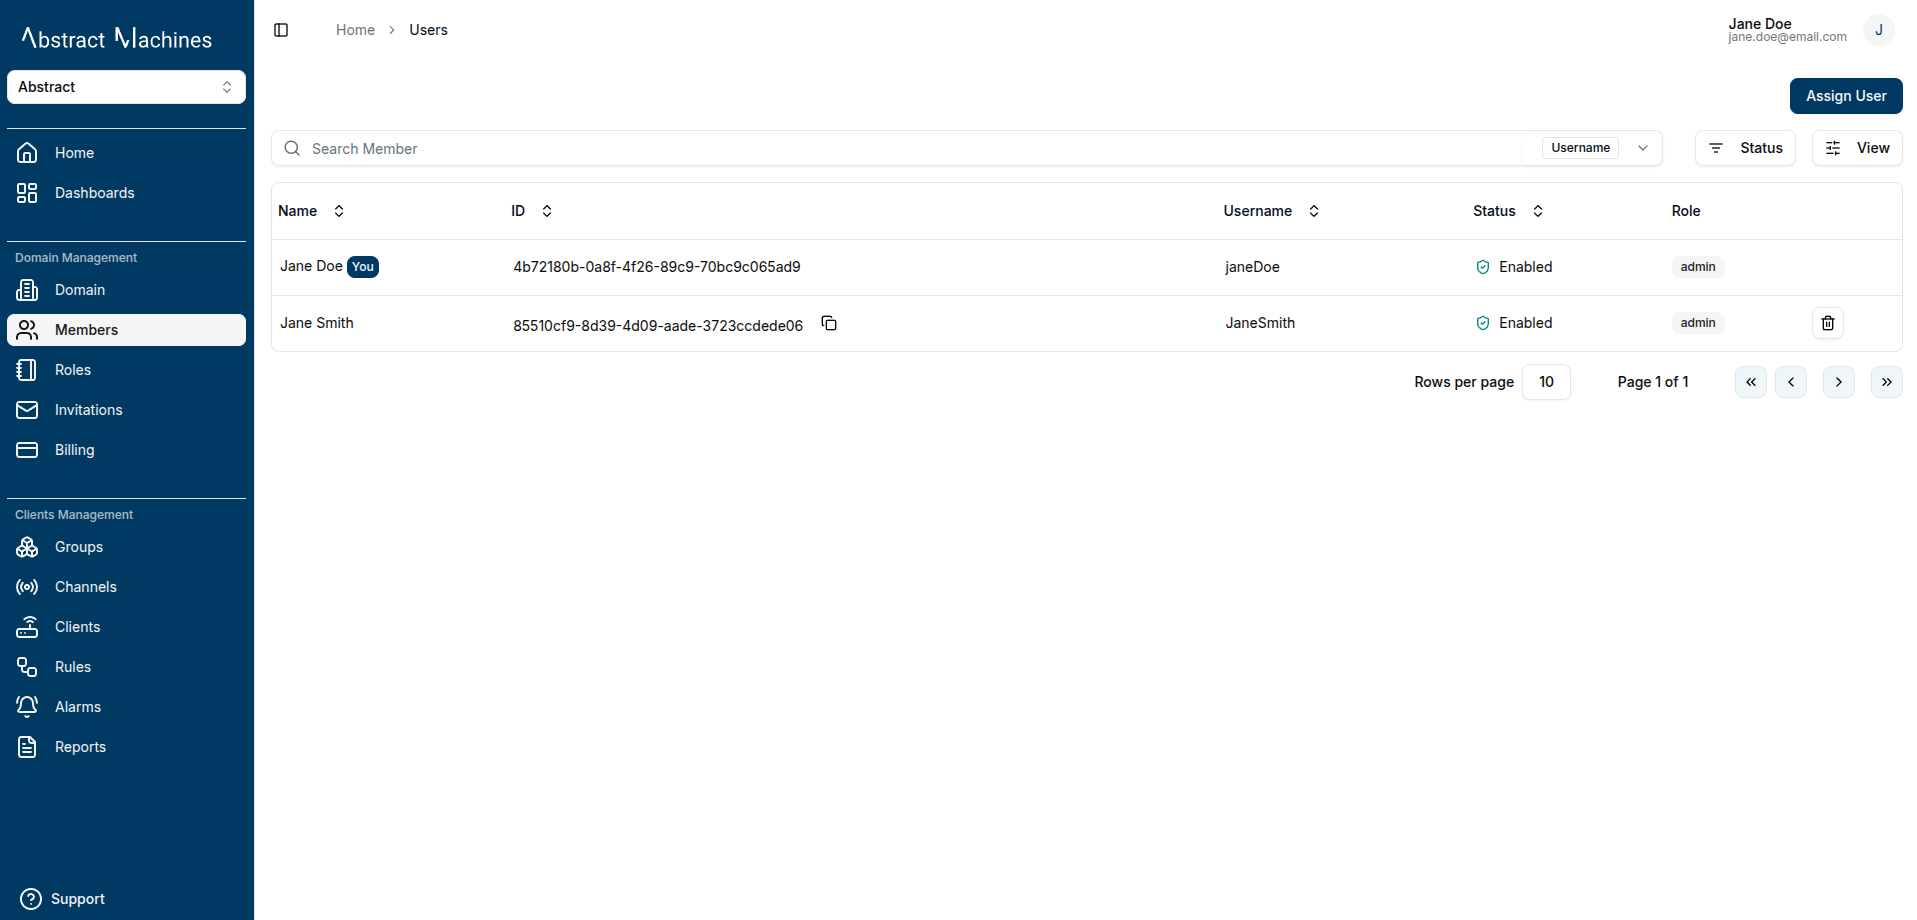 Abstract Machines
Abstract
Home
Dashboards
Domain Management
Domain
Members
Roles
Invitations
Billing
Clients Management
Groups
Channels
Clients
Rules
Alarms
Reports
Support
Home > Users
Jane Doe
jane.doe@email.com
J
Assign User
Search Member Username
Status
View
Name ID Username Status Role
Jane Doe You 4b72180b-0a8f-4f26-89c9-70bc9c065ad9 janeDoe Enabled admin
Jane Smith 85510cf9-8d39-4d09-aade-3723ccdede06 JaneSmith Enabled admin
Rows per page 10 Page 1 of 1